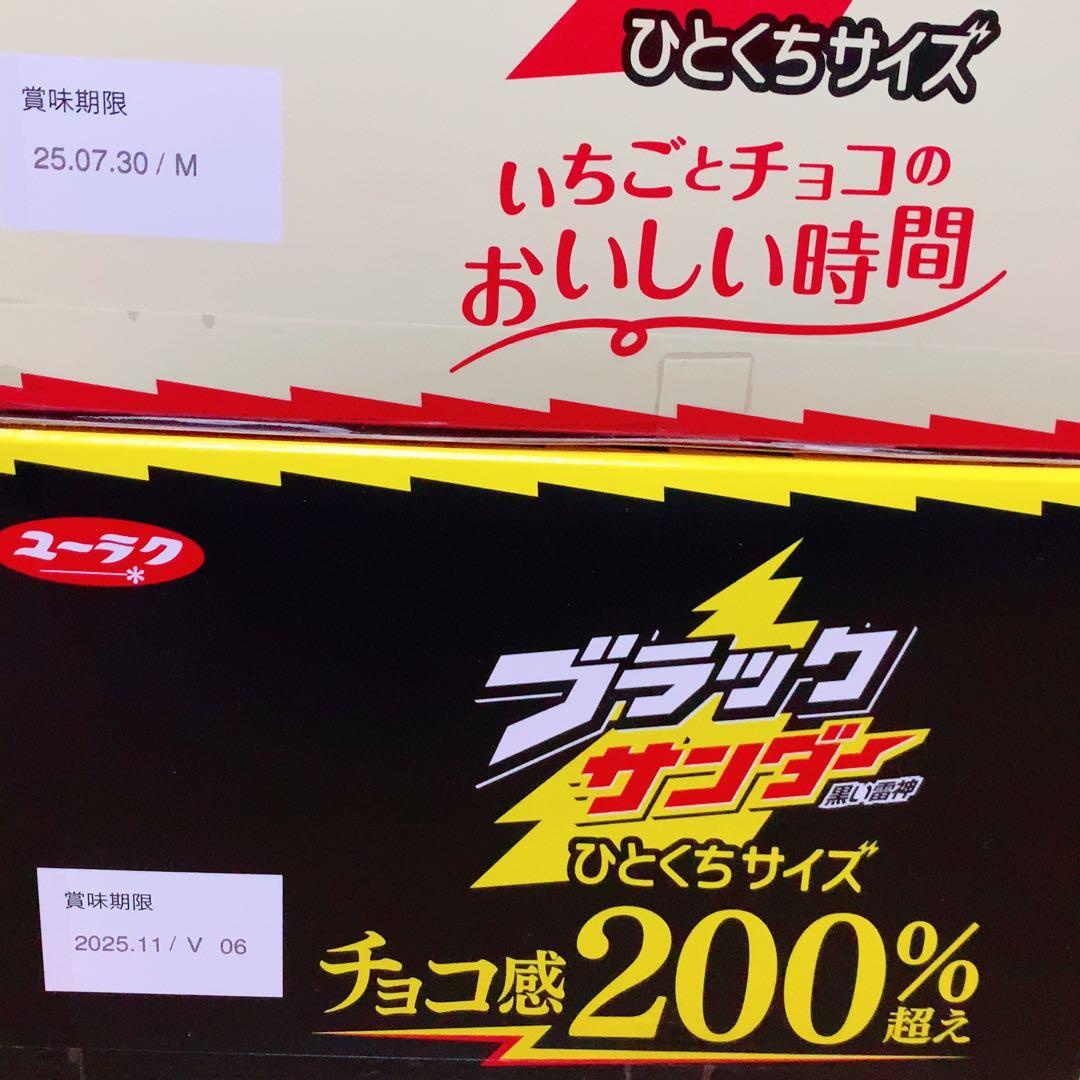 ひとくちサイズ
賞味期限
25.07.30 / M
いちごとチョコの
おいしい時間
ユーラク
ブラック
サンダー
黒い雷神
ひとくちサイズ
賞味期限
2025.11 / V 06
チョコ感200%超え